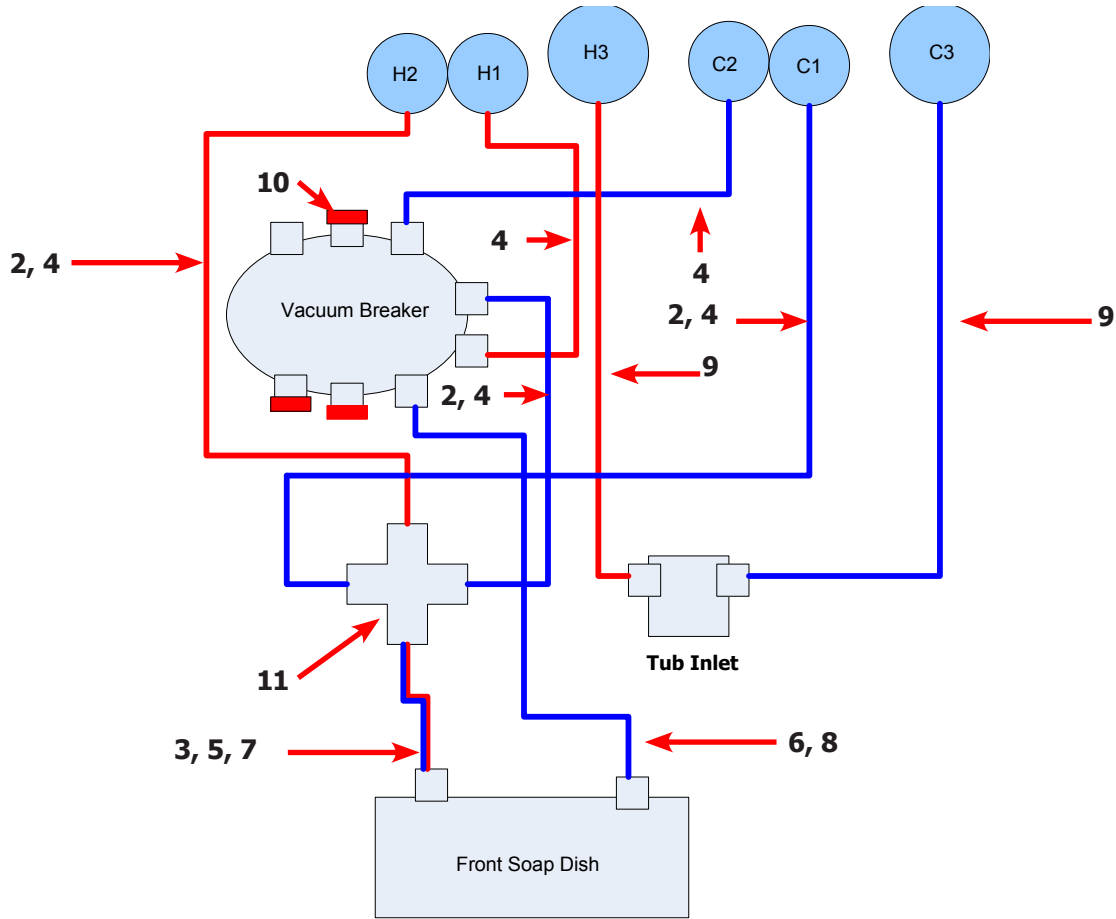 H2 H1 H3 C2 C1 C3
10
4
2, 4
4
Vacuum Breaker
2, 4
9
9
2, 4
11
Tub Inlet
3, 5, 7
6, 8
Front Soap Dish